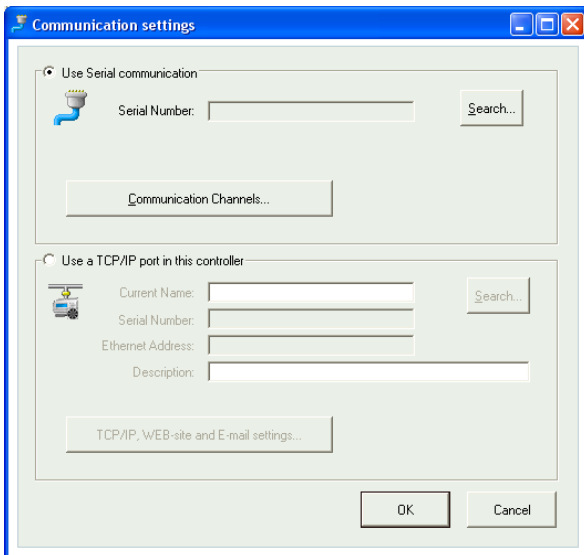 Communication settings
Use Serial communication
Serial Number:
Search...
Communication Channels...
Use a TCP/IP port in this controller
Current Name:
Search...
Serial Number:
Ethernet Address:
Description:
TCP/IP, WEB-site and E-mail settings...
OK
Cancel